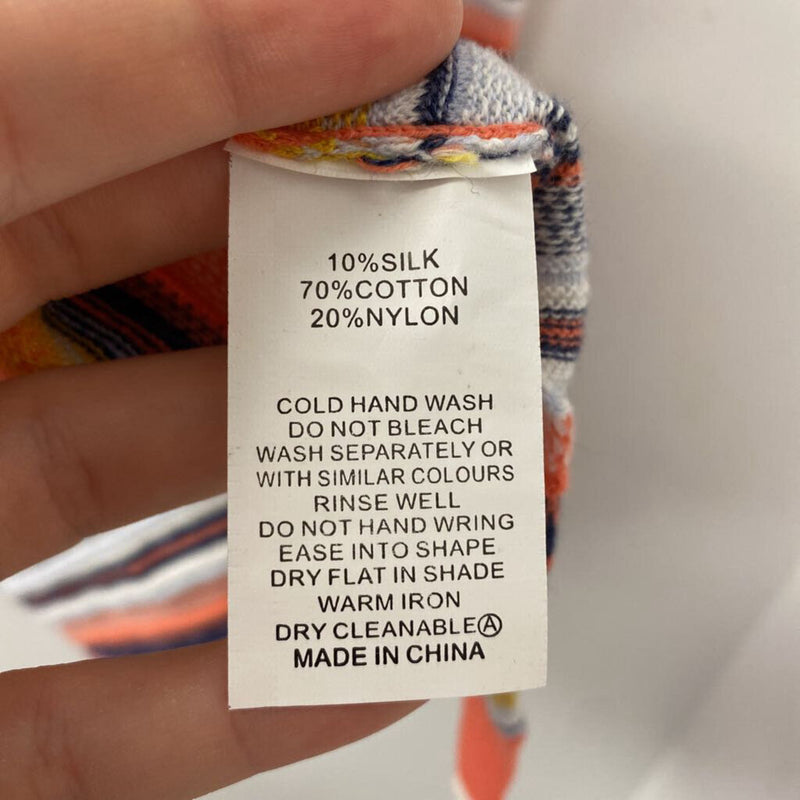 10%SILK
70%COTTON
20%NYLON
COLD HAND WASH
DO NOT BLEACH
WASH SEPARATELY OR
WITH SIMILAR COLOURS
RINSE WELL
DO NOT HAND WRING
EASE INTO SHAPE
DRY FLAT IN SHADE
WARM IRON
DRY CLEANABLEⒶ
MADE IN CHINA